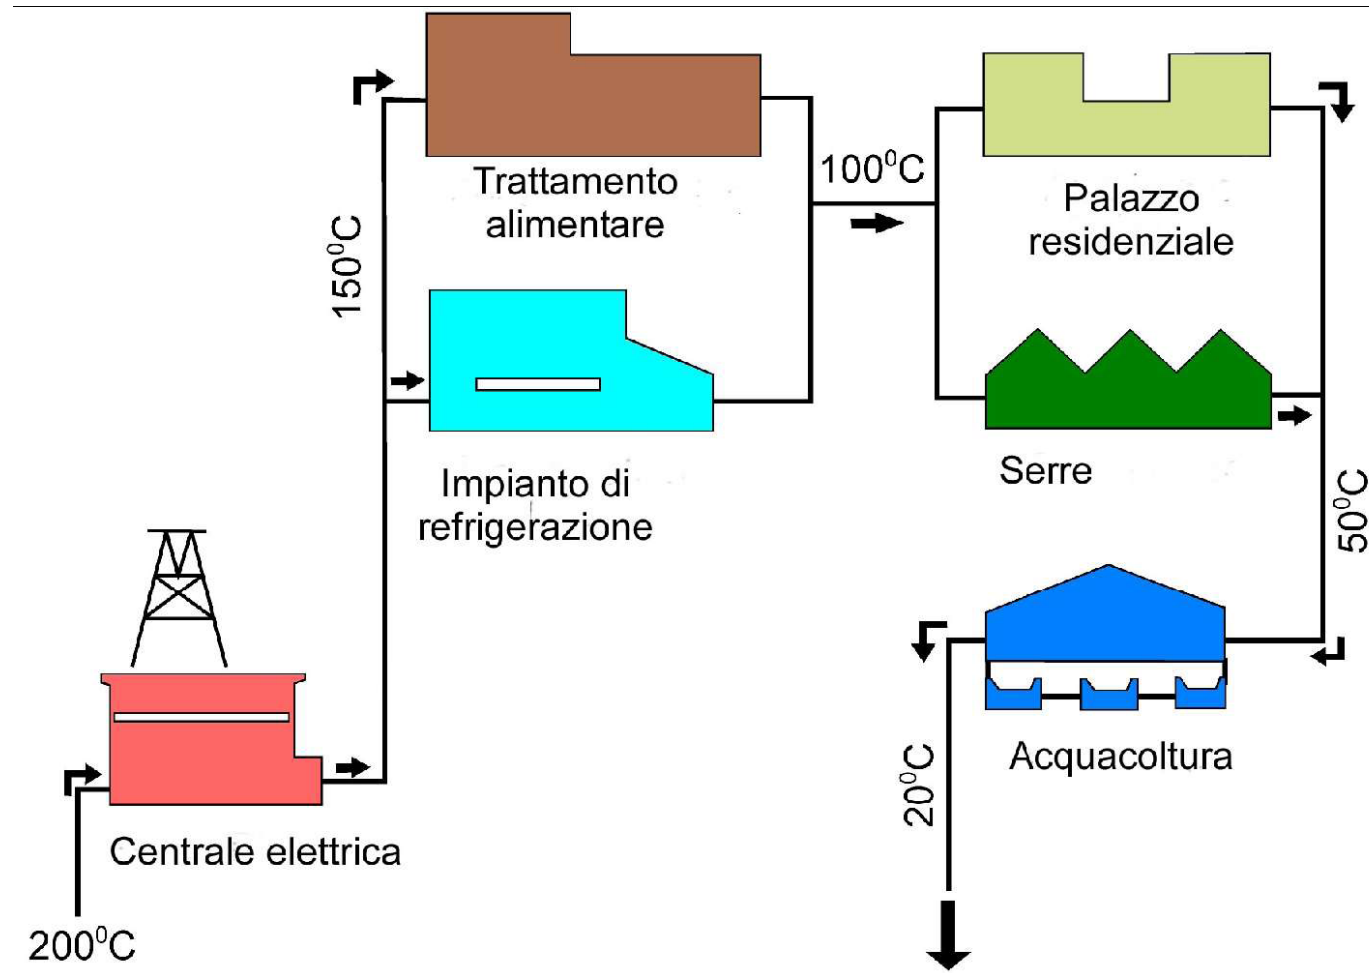 Trattamento
alimentare
100⁰C
Palazzo
residenziale
150⁰C
Impianto di
refrigerazione
Serre
50⁰C
Acquacoltura
20⁰C
Centrale elettrica
200⁰C